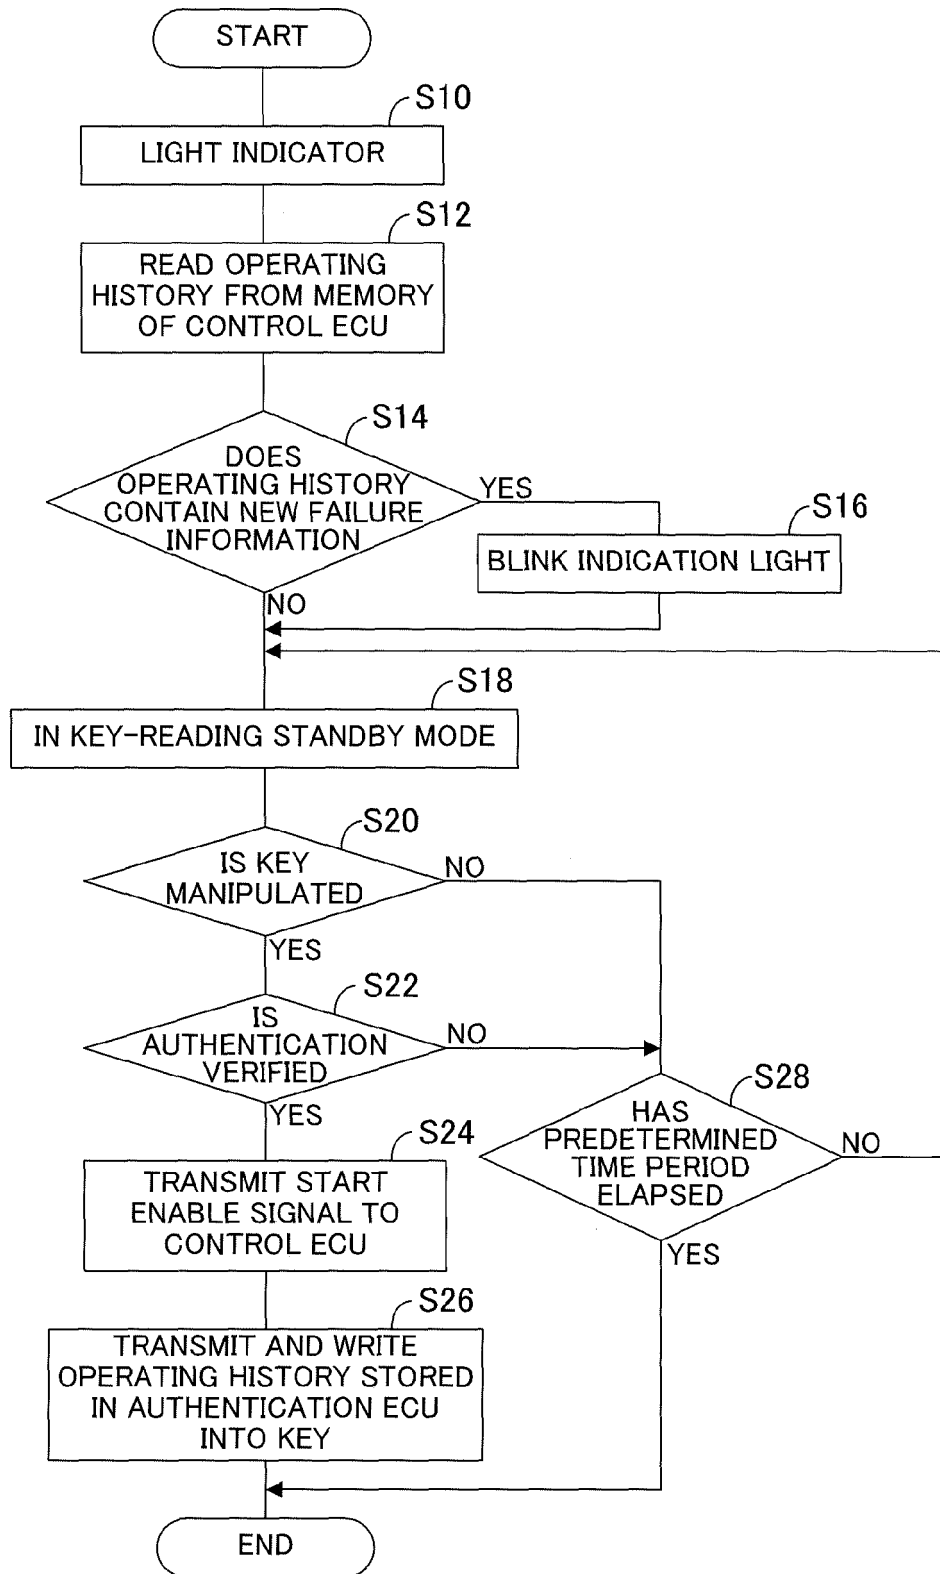 START
S10
LIGHT INDICATOR
S12
READ OPERATING
HISTORY FROM MEMORY
OF CONTROL ECU
S14
DOES
OPERATING HISTORY
CONTAIN NEW FAILURE
INFORMATION
YES
S16
BLINK INDICATION LIGHT
NO
S18
IN KEY-READING STANDBY MODE
S20
IS KEY
MANIPULATED
NO
YES
S22
IS
AUTHENTICATION
VERIFIED
NO
YES
S28
HAS
PREDETERMINED
TIME PERIOD
ELAPSED
NO
YES
S24
TRANSMIT START
ENABLE SIGNAL TO
CONTROL ECU
S26
TRANSMIT AND WRITE
OPERATING HISTORY STORED
IN AUTHENTICATION ECU
INTO KEY
END